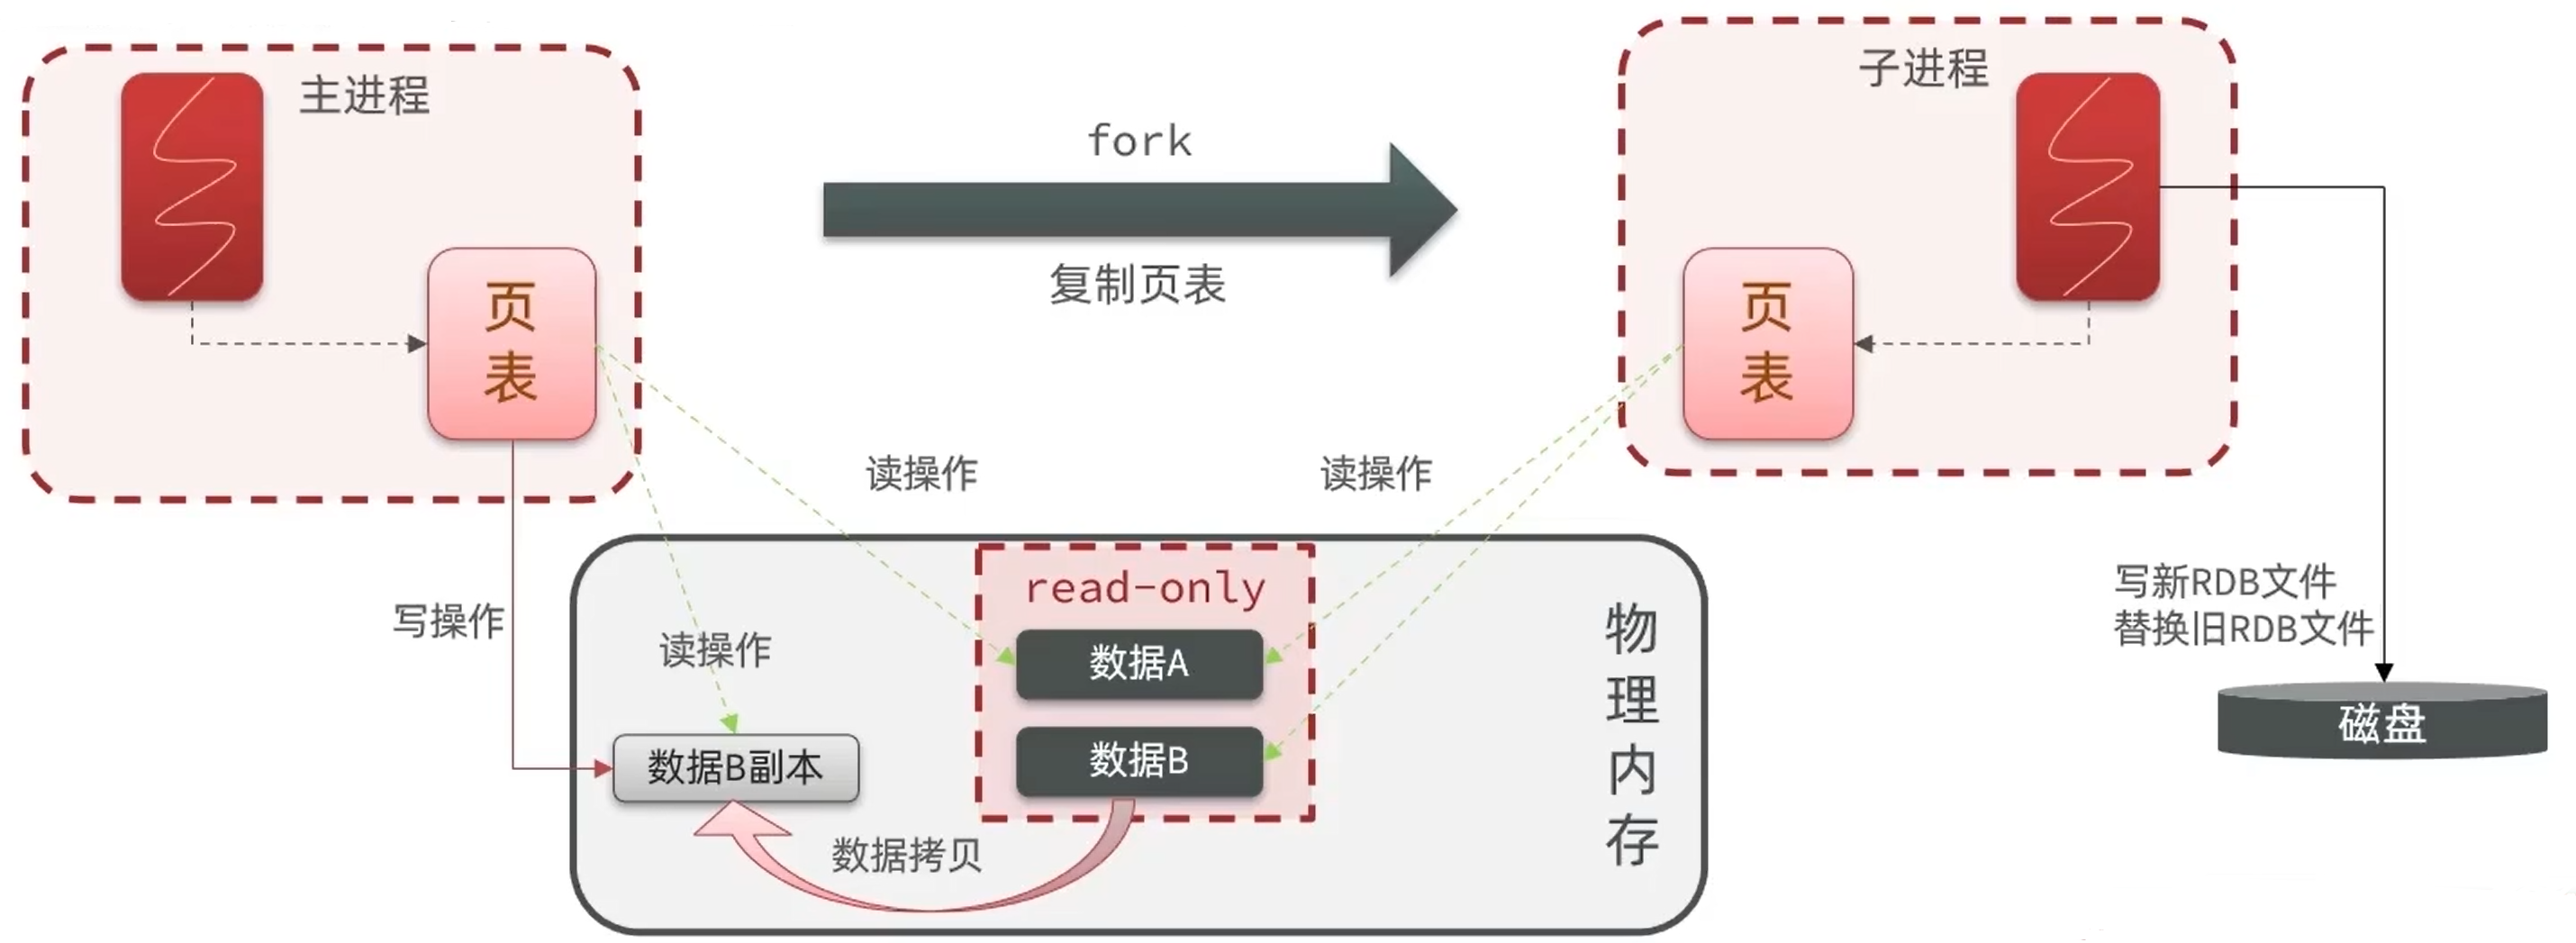 主进程
页
表
fork
复制页表
子进程
页
表
读操作
读操作
写操作
读操作
read-only
数据A
数据B
数据B副本
数据拷贝
物
理
内
存
写新RDB文件
替换旧RDB文件
磁盘